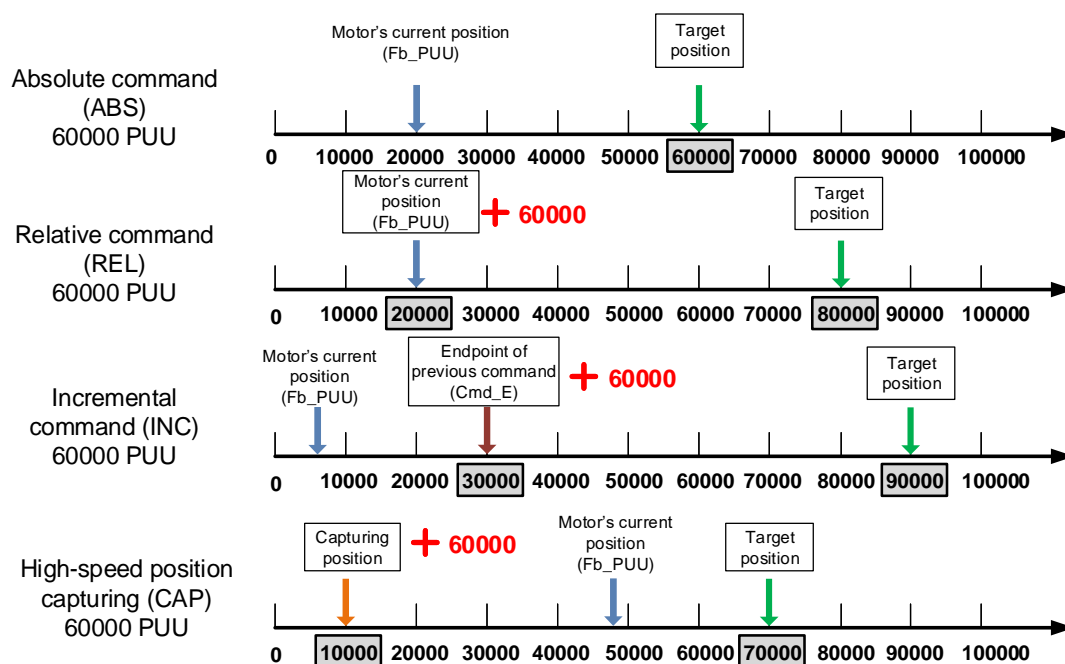 Motor's current position
(Fb_PUU)
Target
position
Absolute command
(ABS)
60000 PUU
0 10000 20000 30000 40000 50000 60000 70000 80000 90000 100000
Motor's current
position
(Fb_PUU)
+ 60000
Target
position
Relative command
(REL)
60000 PUU
0 10000 20000 30000 40000 50000 60000 70000 80000 90000 100000
Motor's current
position
(Fb_PUU)
Endpoint of
previous command
(Cmd_E)
+ 60000
Target
position
Incremental
command (INC)
60000 PUU
0 10000 20000 30000 40000 50000 60000 70000 80000 90000 100000
Capturing
position
+ 60000
Motor's current
position
(Fb_PUU)
Target
position
High-speed position
capturing (CAP)
60000 PUU
0 10000 20000 30000 40000 50000 60000 70000 80000 90000 100000